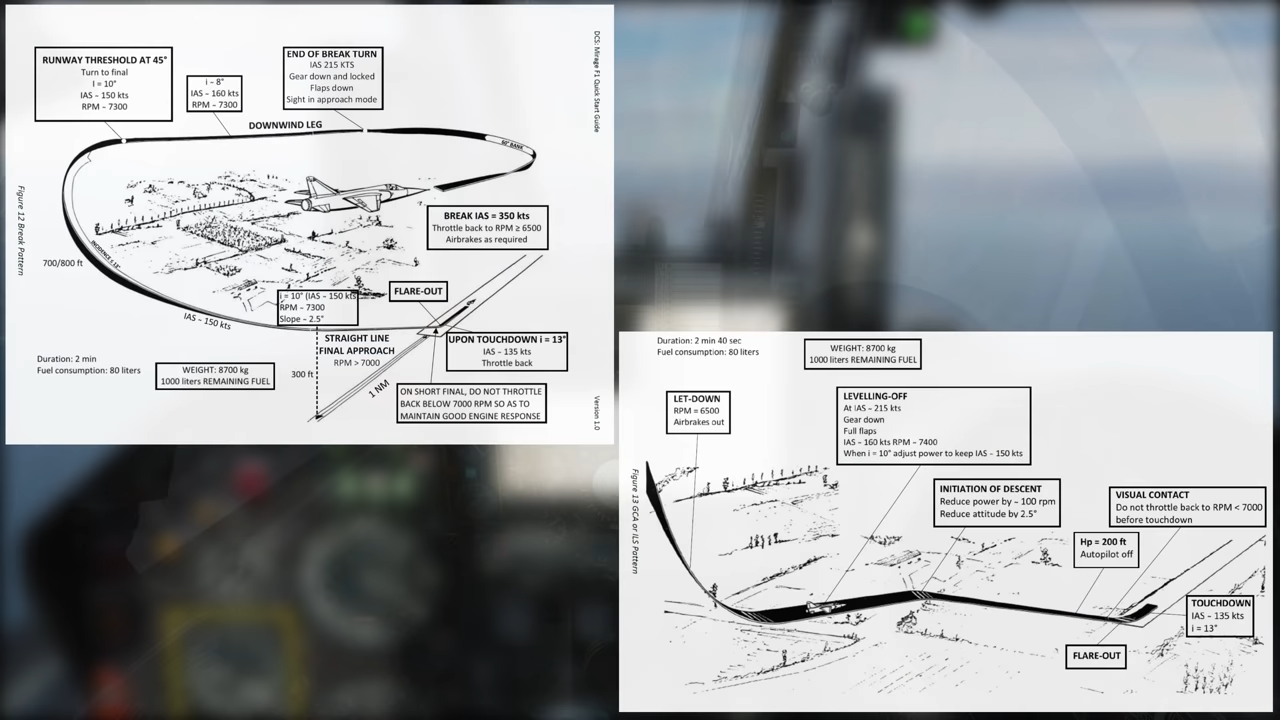 DCS: Mirage F1 Quick Start Guide
RUNWAY THRESHOLD AT 45°
Turn to final
I = 10°
IAS ~ 150 kts
RPM ~ 7300
i ~ 8°
IAS ~ 160 kts
RPM ~ 7300
END OF BREAK TURN
IAS 215 KTS
Gear down and locked
Flaps down
Sight in approach mode
DOWNWIND LEG
60° BANK
BREAK IAS = 350 kts
Throttle back to RPM ≥ 6500
Airbrakes as required
700/800 ft
i = 10° (IAS ~ 150 kts
RPM ~ 7300
Slope ~ 2.5°
FLARE-OUT
IAS ~ 150 kts
STRAIGHT LINE
FINAL APPROACH
RPM > 7000
UPON TOUCHDOWN i = 13°
IAS ~ 135 kts
Throttle back
Duration: 2 min
Fuel consumption: 80 liters
WEIGHT: 8700 kg
1000 liters REMAINING FUEL
300 ft
1 NM
ON SHORT FINAL, DO NOT THROTTLE
BACK BELOW 7000 RPM SO AS TO
MAINTAIN GOOD ENGINE RESPONSE
Figure 12 Break Pattern
Version 1.0
Duration: 2 min 40 sec
Fuel consumption: 80 liters
WEIGHT: 8700 kg
1000 liters REMAINING FUEL
LET-DOWN
RPM = 6500
Airbrakes out
LEVELLING-OFF
At IAS ~ 215 kts
Gear down
Full flaps
IAS ~ 160 kts RPM ~ 7400
When i = 10° adjust power to keep IAS ~ 150 kts
INITIATION OF DESCENT
Reduce power by ~ 100 rpm
Reduce attitude by 2.5°
VISUAL CONTACT
Do not throttle back to RPM < 7000
before touchdown
Hp = 200 ft
Autopilot off
TOUCHDOWN
IAS ~ 135 kts
i = 13°
FLARE-OUT
Figure 13 GCA or ILS Pattern